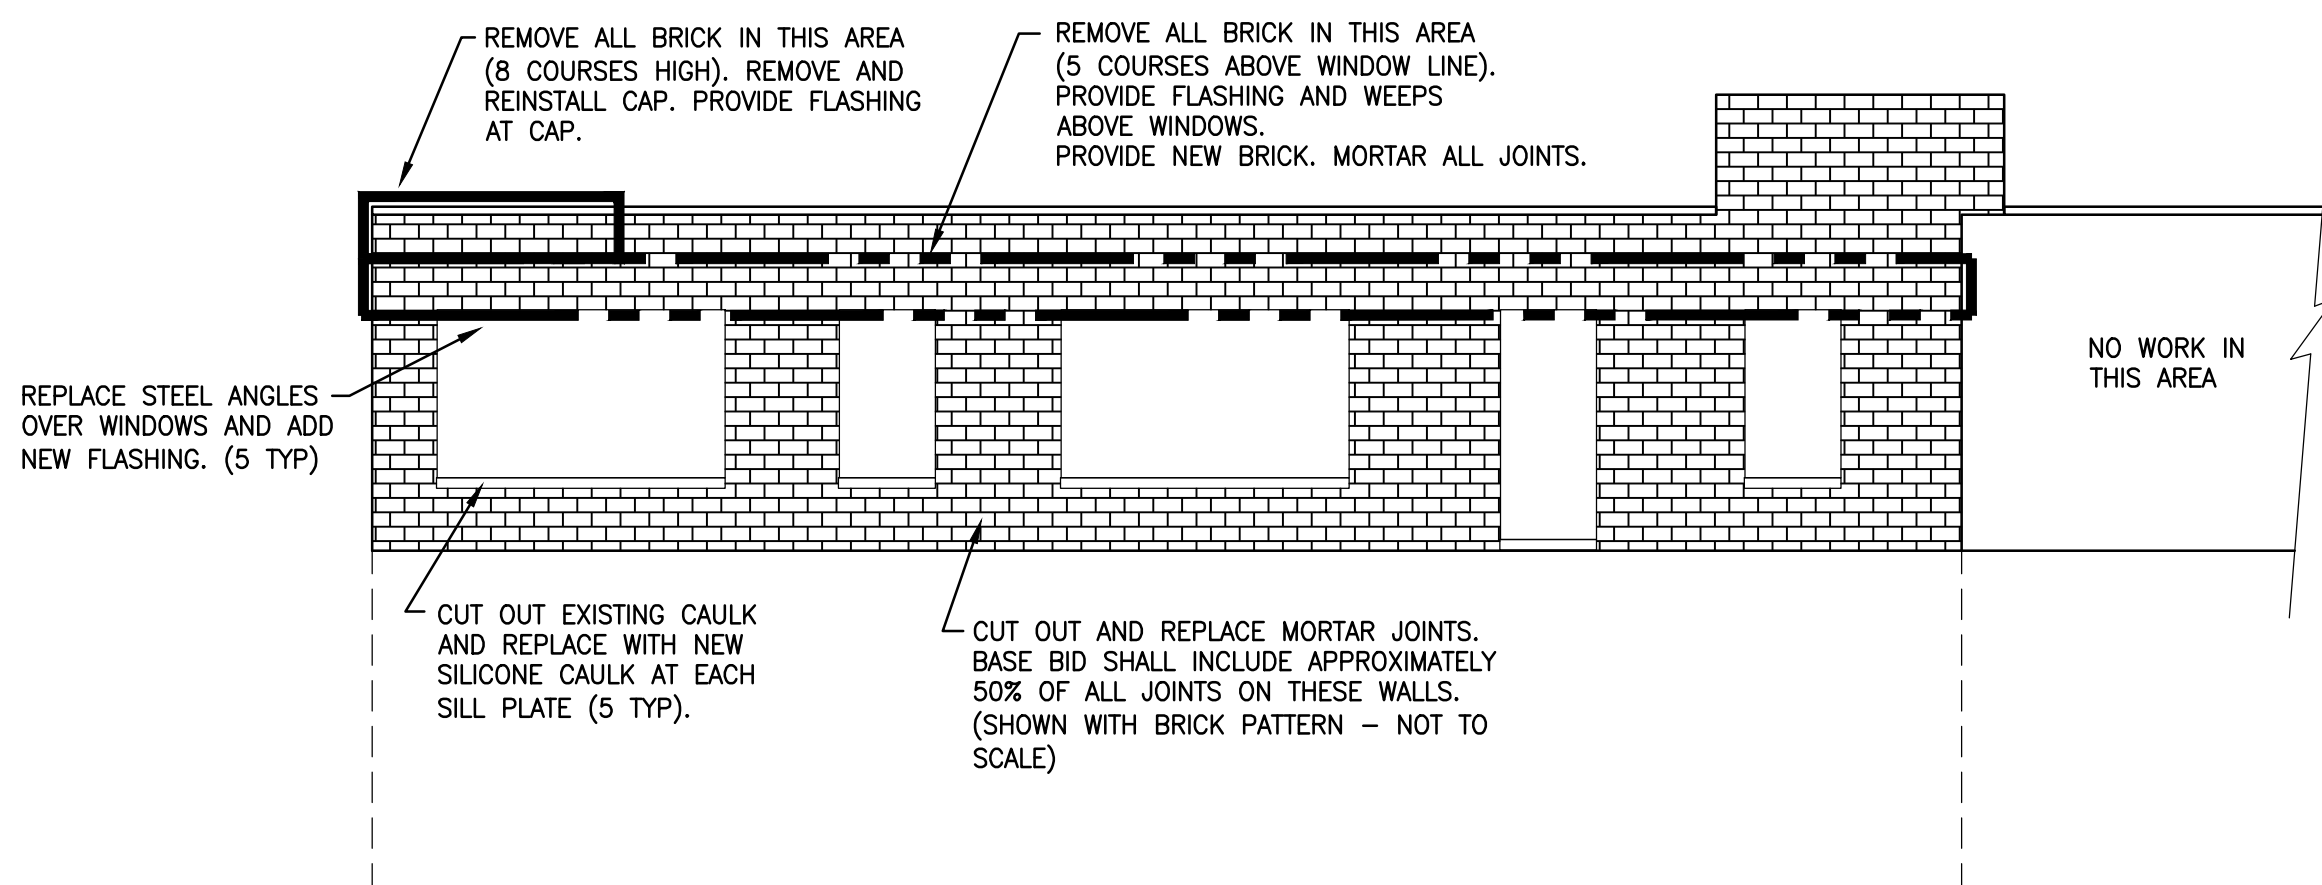 REMOVE ALL BRICK IN THIS AREA
(8 COURSES HIGH). REMOVE AND
REINSTALL CAP. PROVIDE FLASHING
AT CAP.
REMOVE ALL BRICK IN THIS AREA
(5 COURSES ABOVE WINDOW LINE).
PROVIDE FLASHING AND WEEPS
ABOVE WINDOWS.
PROVIDE NEW BRICK. MORTAR ALL JOINTS.
NO WORK IN
THIS AREA
REPLACE STEEL ANGLES
OVER WINDOWS AND ADD
NEW FLASHING. (5 TYP)
CUT OUT EXISTING CAULK
AND REPLACE WITH NEW
SILICONE CAULK AT EACH
SILL PLATE (5 TYP).
CUT OUT AND REPLACE MORTAR JOINTS.
BASE BID SHALL INCLUDE APPROXIMATELY
50% OF ALL JOINTS ON THESE WALLS.
(SHOWN WITH BRICK PATTERN – NOT TO
SCALE)